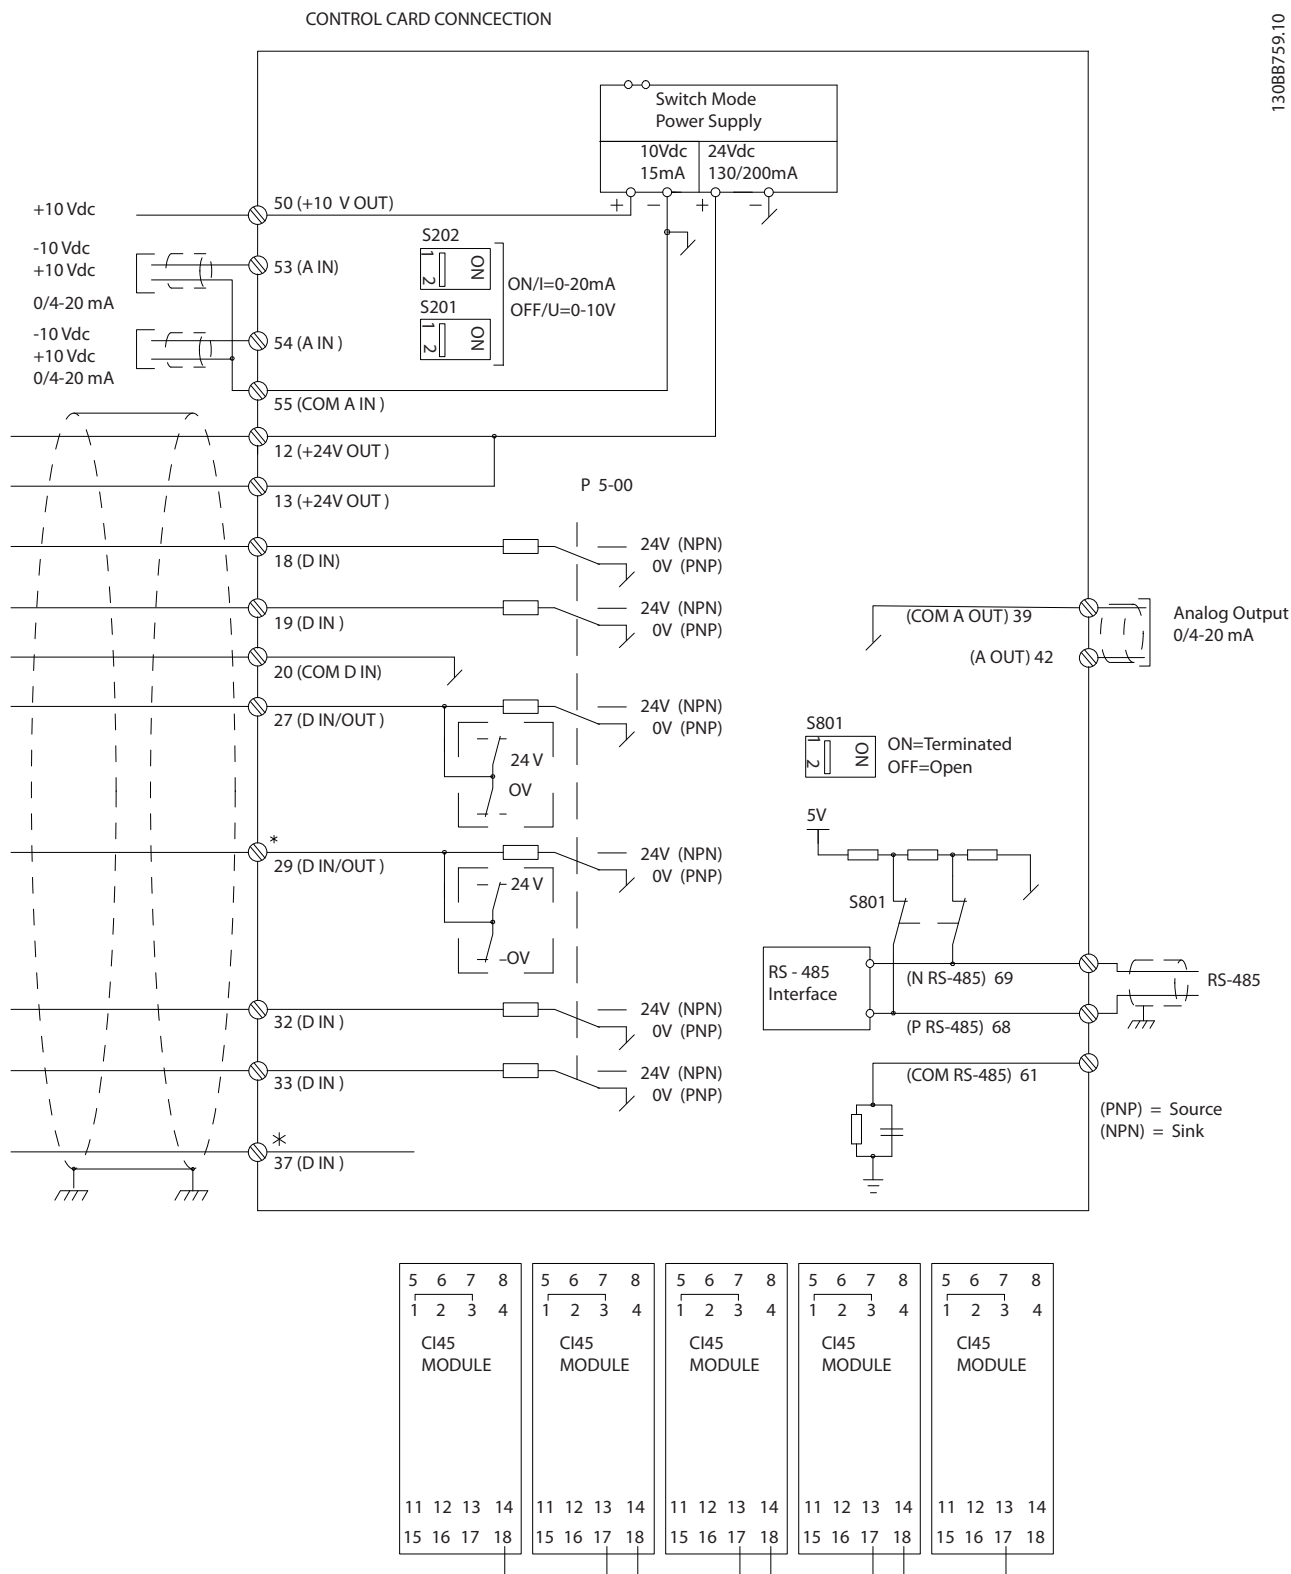 CONTROL CARD CONNCECTION
130BB759.10
Switch Mode
Power Supply
10Vdc
15mA
24Vdc
130/200mA
+ − + −
+10 Vdc
50 (+10 V OUT)
-10 Vdc
+10 Vdc
0/4-20 mA
53 (A IN)
S202
1 2 ON
ON/I=0-20mA
OFF/U=0-10V
S201
1 2 ON
-10 Vdc
+10 Vdc
0/4-20 mA
54 (A IN )
55 (COM A IN )
12 (+24V OUT )
13 (+24V OUT )
P 5-00
18 (D IN)
24V (NPN)
0V (PNP)
19 (D IN )
24V (NPN)
0V (PNP)
(COM A OUT) 39
Analog Output
0/4-20 mA
(A OUT) 42
20 (COM D IN)
27 (D IN/OUT )
24V (NPN)
0V (PNP)
24 V
OV
S801
1 2 ON
ON=Terminated
OFF=Open
5V
*
29 (D IN/OUT )
24V (NPN)
0V (PNP)
24 V
OV
S801
RS - 485
Interface
(N RS-485) 69
RS-485
(P RS-485) 68
32 (D IN )
24V (NPN)
0V (PNP)
33 (D IN )
24V (NPN)
0V (PNP)
(COM RS-485) 61
(PNP) = Source
(NPN) = Sink
*
37 (D IN )
5 6 7 8
1 2 3 4
CI45
MODULE
11 12 13 14
15 16 17 18
5 6 7 8
1 2 3 4
CI45
MODULE
11 12 13 14
15 16 17 18
5 6 7 8
1 2 3 4
CI45
MODULE
11 12 13 14
15 16 17 18
5 6 7 8
1 2 3 4
CI45
MODULE
11 12 13 14
15 16 17 18
5 6 7 8
1 2 3 4
CI45
MODULE
11 12 13 14
15 16 17 18